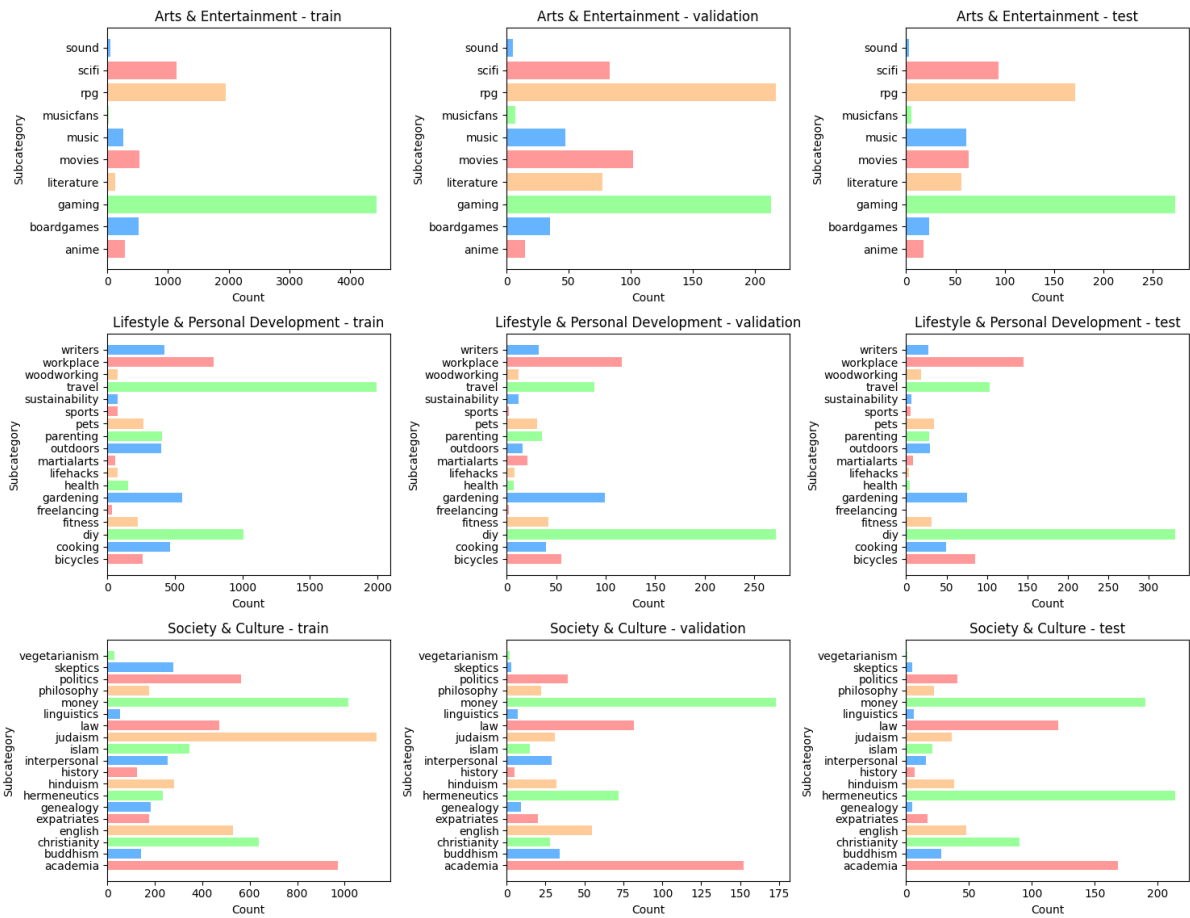 Arts & Entertainment - train
Subcategory
sound
scifi
rpg
musicfans
music
movies
literature
gaming
boardgames
anime
0 1000 2000 3000 4000
Count
Arts & Entertainment - validation
Subcategory
sound
scifi
rpg
musicfans
music
movies
literature
gaming
boardgames
anime
0 50 100 150 200
Count
Arts & Entertainment - test
Subcategory
sound
scifi
rpg
musicfans
music
movies
literature
gaming
boardgames
anime
0 50 100 150 200 250
Count
Lifestyle & Personal Development - train
Subcategory
writers
workplace
woodworking
travel
sustainability
sports
pets
parenting
outdoors
martialarts
lifehacks
health
gardening
freelancing
fitness
diy
cooking
bicycles
0 500 1000 1500 2000
Count
Lifestyle & Personal Development - validation
Subcategory
writers
workplace
woodworking
travel
sustainability
sports
pets
parenting
outdoors
martialarts
lifehacks
health
gardening
freelancing
fitness
diy
cooking
bicycles
0 50 100 150 200 250
Count
Lifestyle & Personal Development - test
Subcategory
writers
workplace
woodworking
travel
sustainability
sports
pets
parenting
outdoors
martialarts
lifehacks
health
gardening
freelancing
fitness
diy
cooking
bicycles
0 50 100 150 200 250 300
Count
Society & Culture - train
Subcategory
vegetarianism
skeptics
politics
philosophy
money
linguistics
law
judaism
islam
interpersonal
history
hinduism
hermeneutics
genealogy
expatriates
english
christianity
buddhism
academia
0 200 400 600 800 1000
Count
Society & Culture - validation
Subcategory
vegetarianism
skeptics
politics
philosophy
money
linguistics
law
judaism
islam
interpersonal
history
hinduism
hermeneutics
genealogy
expatriates
english
christianity
buddhism
academia
0 25 50 75 100 125 150 175
Count
Society & Culture - test
Subcategory
vegetarianism
skeptics
politics
philosophy
money
linguistics
law
judaism
islam
interpersonal
history
hinduism
hermeneutics
genealogy
expatriates
english
christianity
buddhism
academia
0 50 100 150 200
Count